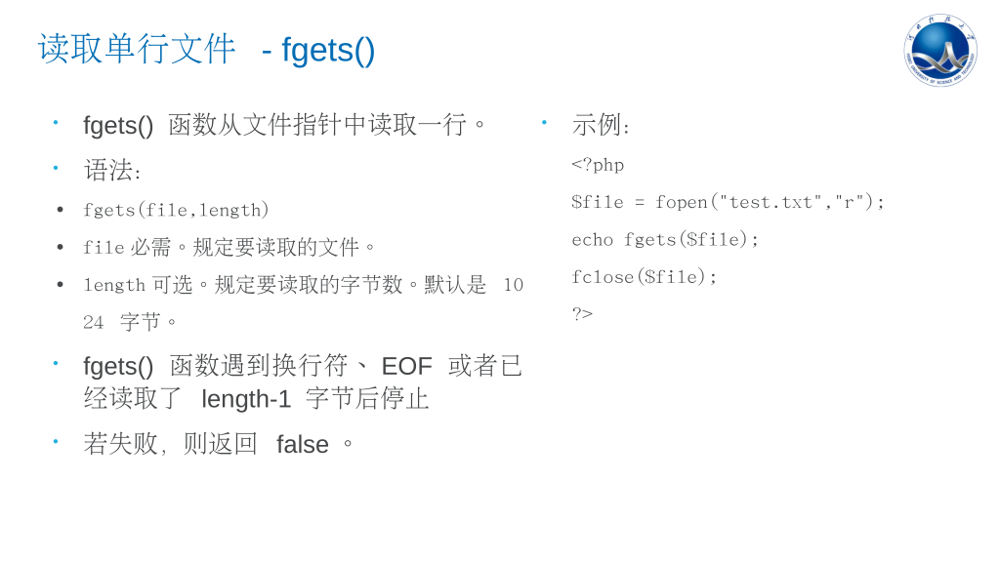 读取单行文件 - fgets()
fgets() 函数从文件指针中读取一行。
语法:
fgets(file,length)
file 必需。规定要读取的文件。
length 可选。规定要读取的字节数。默认是 10
24 字节。
fgets() 函数遇到换行符、 EOF 或者已
经读取了 length-1 字节后停止
若失败, 则返回 false 。
示例:
<?php
$file = fopen("test.txt","r");
echo fgets($file);
fclose($file);
?>